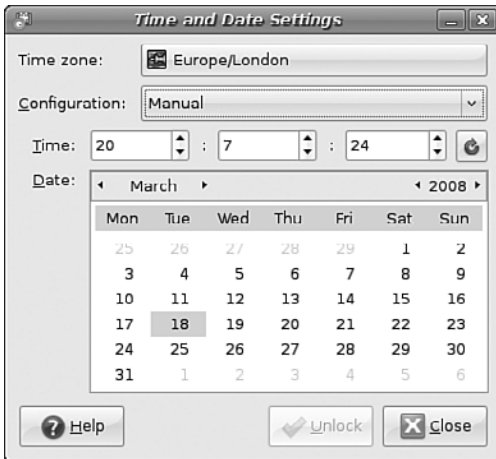 Time and Date Settings
Time zone: Europe/London
Configuration: Manual
Time: 20 : 7 : 24
Date: March 2008
Mon Tue Wed Thu Fri Sat Sun
25 26 27 28 29 1 2
3 4 5 6 7 8 9
10 11 12 13 14 15 16
17 18 19 20 21 22 23
24 25 26 27 28 29 30
31 1 2 3 4 5 6
Help Unlock Close